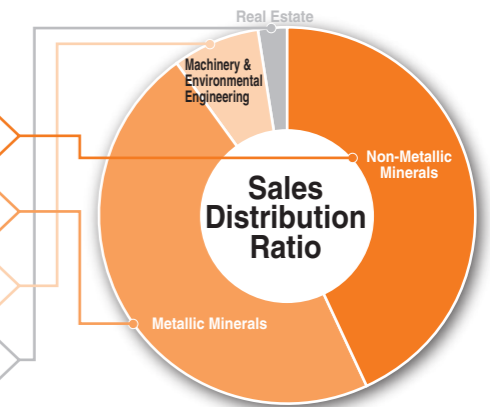 Real Estate
Machinery &
Environmental
Engineering
Non-Metallic
Minerals
Sales
Distribution
Ratio
Metallic Minerals